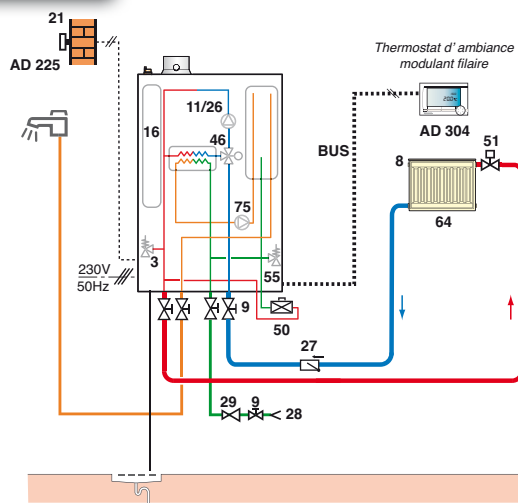 21
AD 225
Thermostat d' ambiance
modulant filaire
11/26
16
46
BUS
AD 304
51
8
75
64
3
230V
50Hz
55
9
50
27
29
9
28